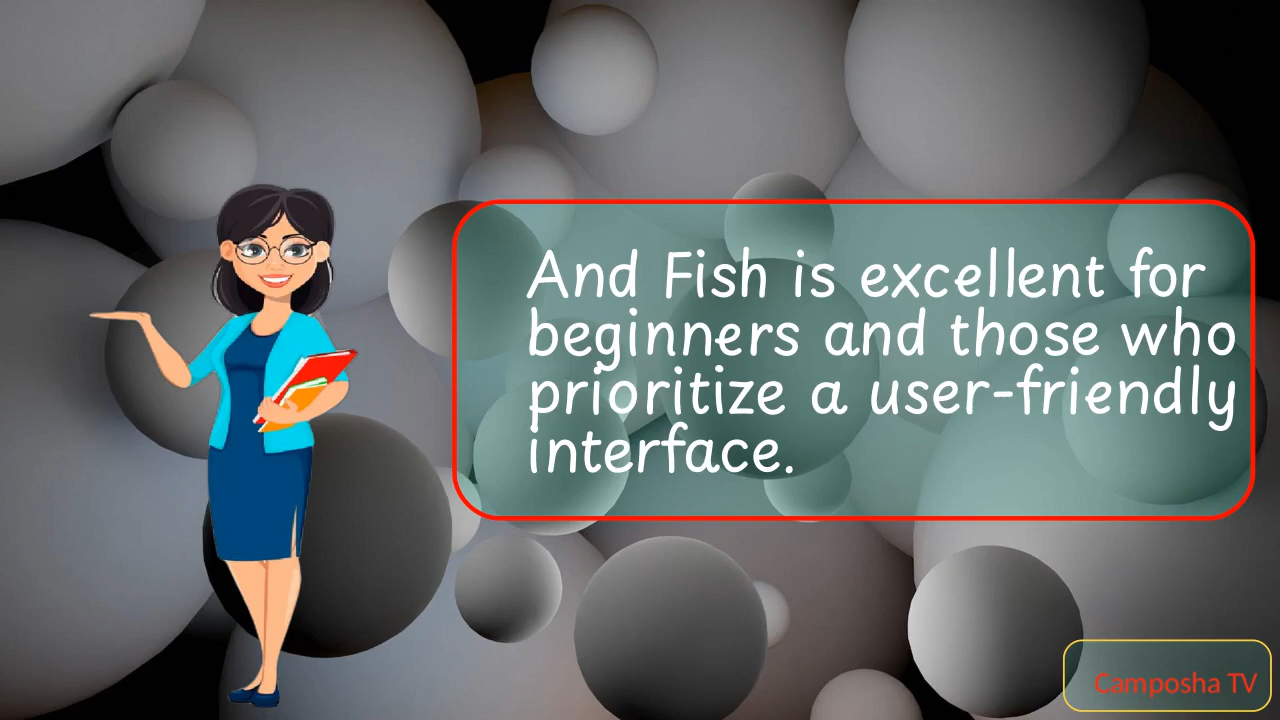 And Fish is excellent for
beginners and those who
prioritize a user-friendly
interface.
Camposha TV